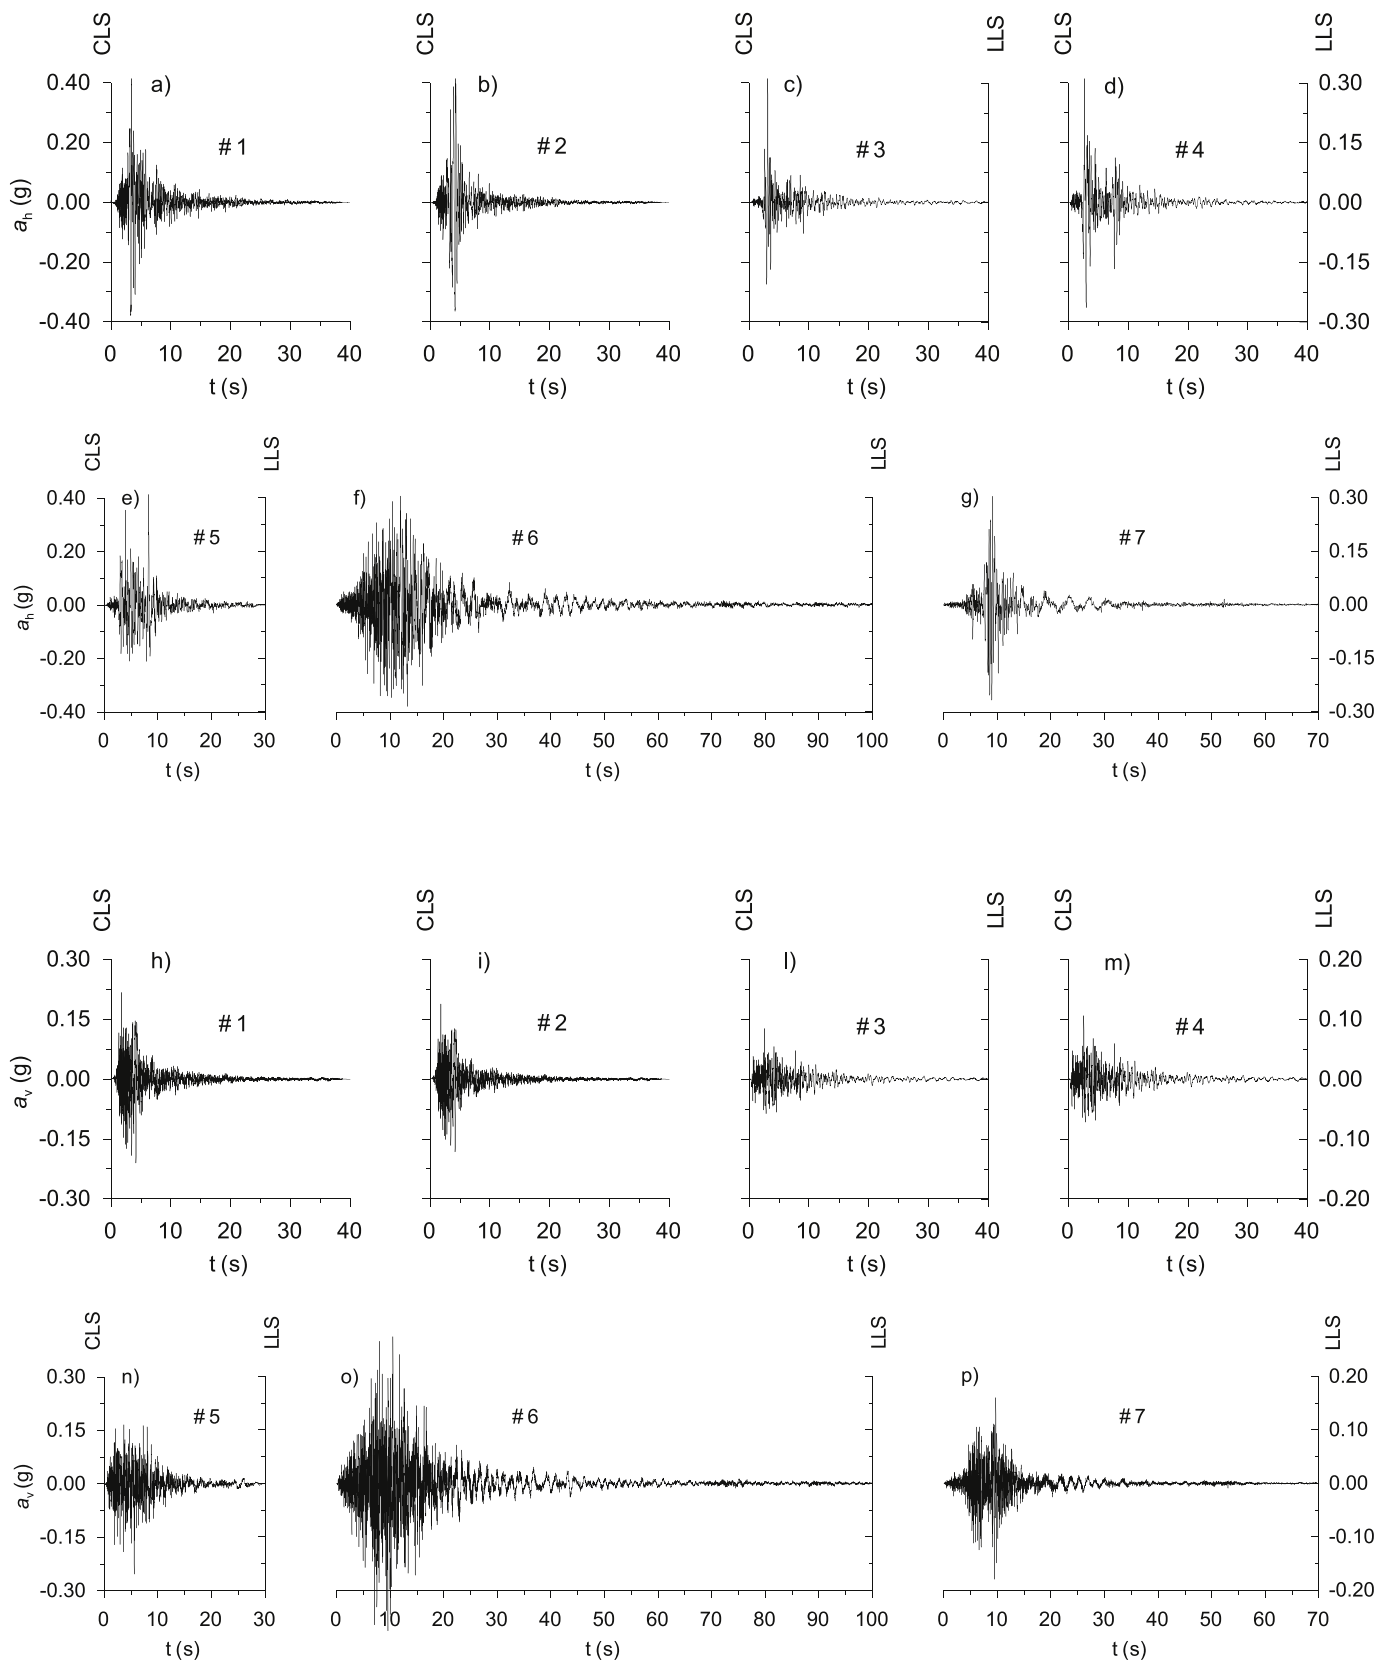 CLS CLS CLS LLS CLS LLS
0.40 a) b) c) d) 0.30
0.20 #1 #2 #3 #4 0.15
ah (g) 0.00 0.00
-0.20 -0.15
-0.40 -0.30
0 10 20 30 40 0 10 20 30 40 0 10 20 30 40 0 10 20 30 40
t (s) t (s) t (s) t (s)
CLS LLS LLS LLS
0.40 e) f) g) 0.30
#5 #6 #7
0.20 0.15
ah (g) 0.00 0.00
-0.20 -0.15
-0.40 -0.30
0 10 20 30 0 10 20 30 40 50 60 70 80 90 100 0 10 20 30 40 50 60 70
t (s) t (s) t (s)
CLS CLS CLS LLS CLS LLS
0.30 h) i) l) m) 0.20
0.15 #1 #2 #3 #4 0.10
av (g) 0.00 0.00
-0.15 -0.10
-0.30 -0.20
0 10 20 30 40 0 10 20 30 40 0 10 20 30 40 0 10 20 30 40
t (s) t (s) t (s) t (s)
CLS LLS LLS LLS
0.30 n) o) p) 0.20
#5 #6 #7
0.15 0.10
av (g) 0.00 0.00
-0.15 -0.10
-0.30 -0.20
0 10 20 30 0 10 20 30 40 50 60 70 80 90 100 0 10 20 30 40 50 60 70
t (s) t (s) t (s)